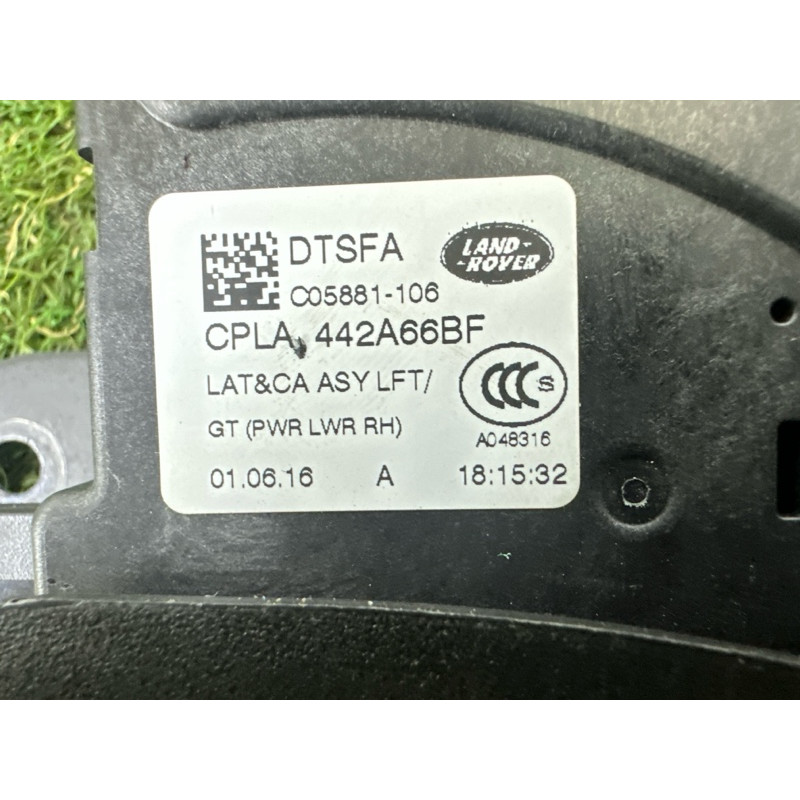 DTSFA
LAND-
-ROVER
C05881-106
CPLA 442A66BF
LAT&CA ASY LFT/
CCC S
GT (PWR LWR RH)
A048316
01.06.16 A 18:15:32